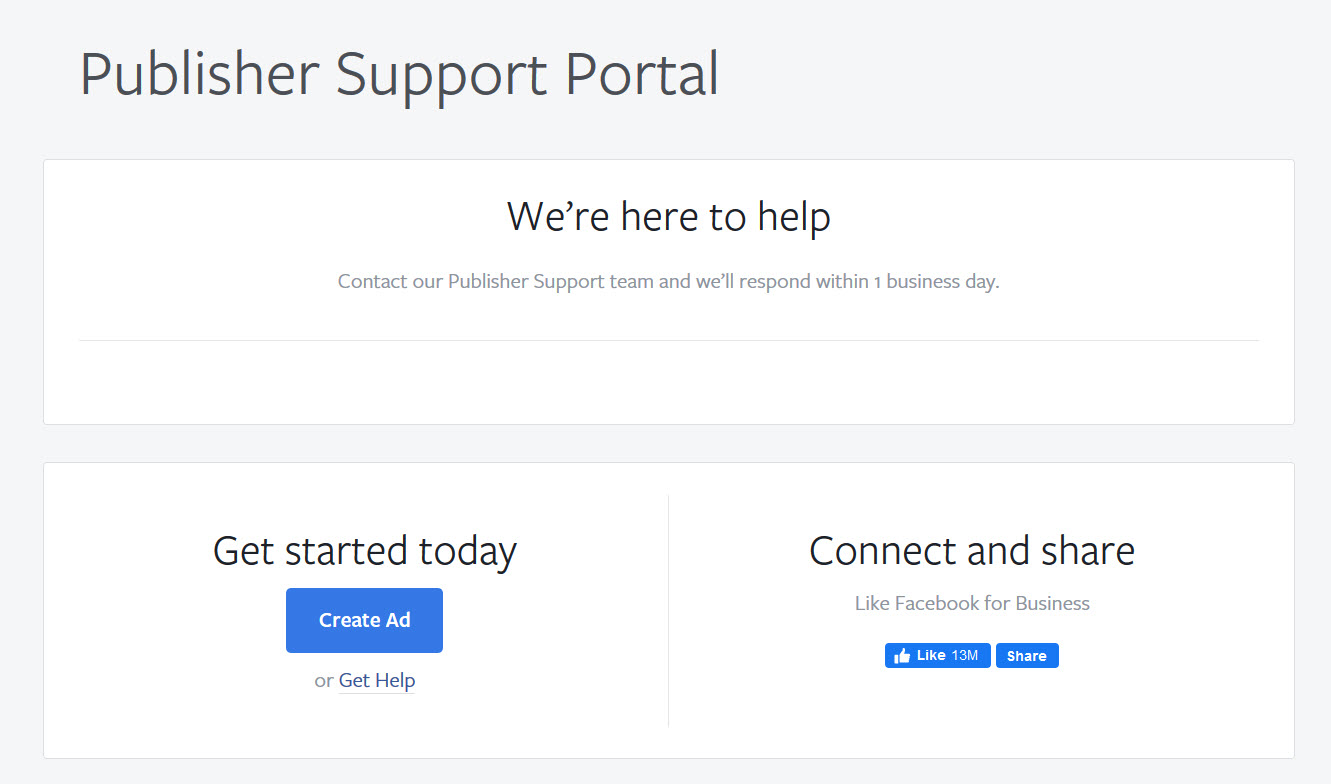 Publisher Support Portal
We’re here to help
Contact our Publisher Support team and we’ll respond within 1 business day.
Get started today
Create Ad
or Get Help
Connect and share
Like Facebook for Business
Like 13M Share